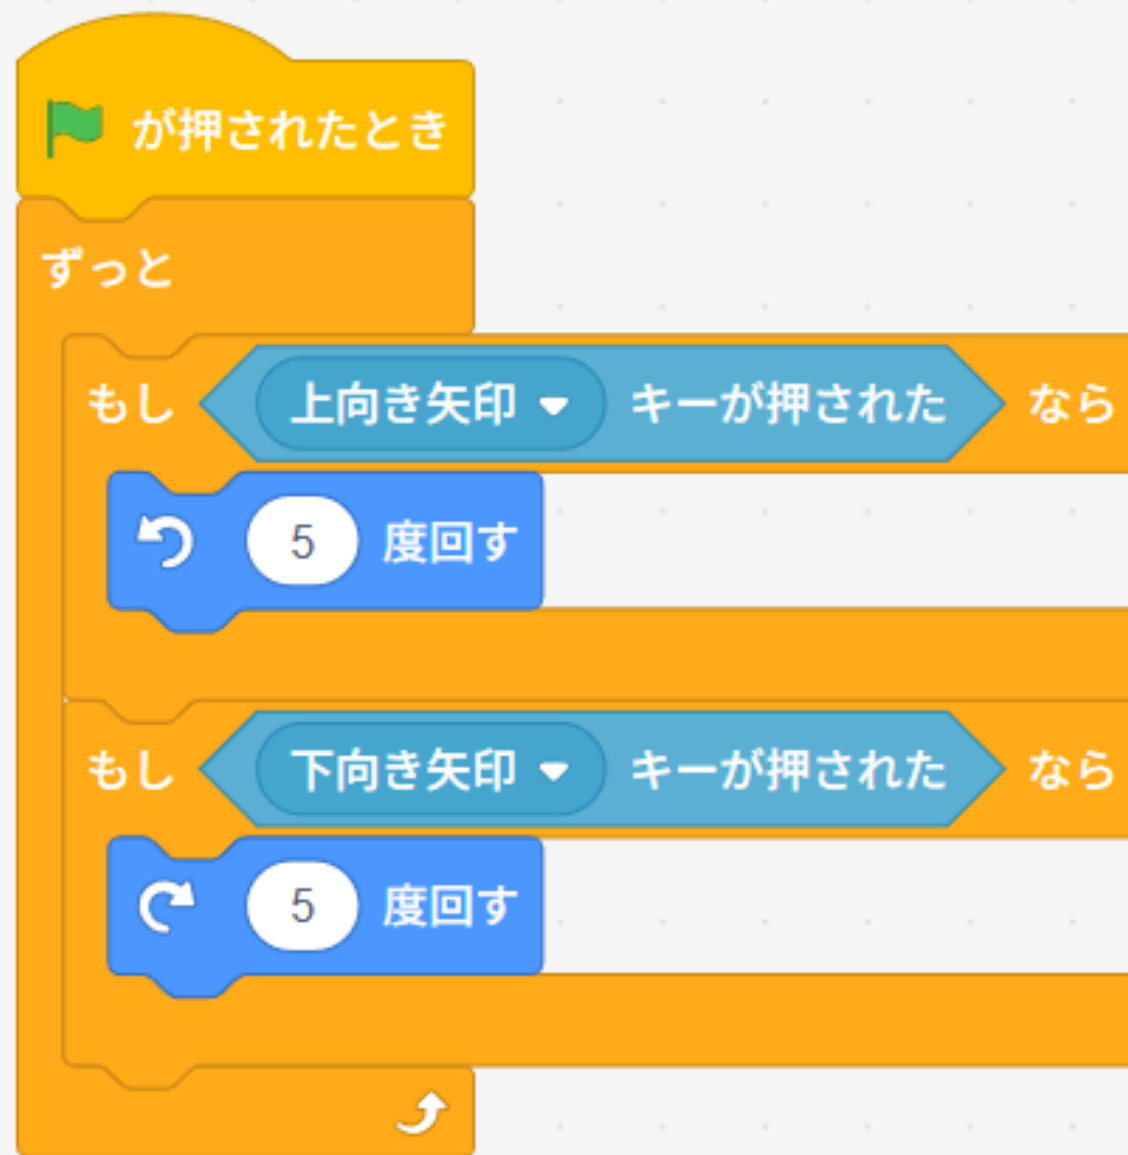 が押されたとき
ずっと
もし 上向き矢印 キーが押された なら
5 度回す
もし 下向き矢印 キーが押された なら
5 度回す